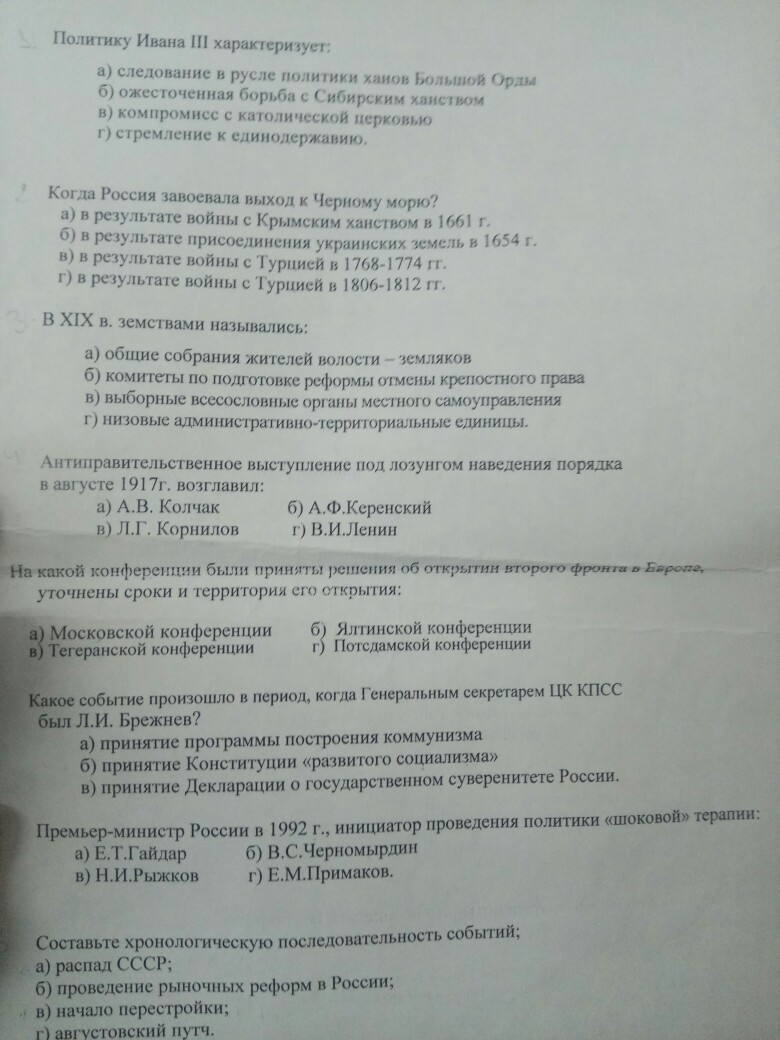 2.
Политику Ивана III характеризует:
а) следование в русле политики ханов Большой Орды
б) ожесточенная борьба с Сибирским ханством
в) компромисс с католической церковью
г) стремление к единодержавию.
Когда Россия завоевала выход к Черному морю?
а) в результате войны с Крымским ханством в 1661 г.
б) в результате присоединения украинских земель в 1654 г.
в) в результате войны с Турцией в 1768-1774 гг.
г) в результате войны с Турцией в 1806-1812 гг.
3.
В XIX в. земствами назывались:
а) общие собрания жителей волости – земляков
б) комитеты по подготовке реформы отмены крепостного права
в) выборные всесословные органы местного самоуправления
г) низовые административно-территориальные единицы.
Антиправительственное выступление под лозунгом наведения порядка
в августе 1917г. возглавил:
а) А.В. Колчак б) А.Ф.Керенский
в) Л.Г. Корнилов г) В.И.Ленин
На какой конференции были приняты решения об открытии второго фронта в Европе,
уточнены сроки и территория его открытия:
а) Московской конференции б) Ялтинской конференции
в) Тегеранской конференции г) Потсдамской конференции
Какое событие произошло в период, когда Генеральным секретарем ЦК КПСС
был Л.И. Брежнев?
а) принятие программы построения коммунизма
б) принятие Конституции «развитого социализма»
в) принятие Декларации о государственном суверенитете России.
Премьер-министр России в 1992 г., инициатор проведения политики «шоковой» терапии:
а) Е.Т.Гайдар б) В.С.Черномырдин
в) Н.И.Рыжков г) Е.М.Примаков.
Составьте хронологическую последовательность событий;
а) распад СССР;
б) проведение рыночных реформ в России;
в) начало перестройки;
г) августовский путч.